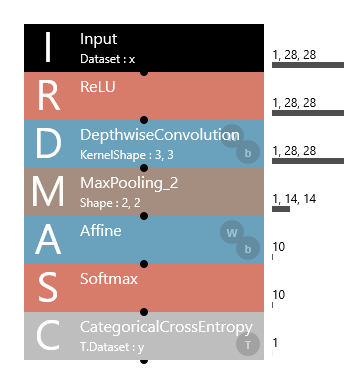 I
Input
Dataset : x
1, 28, 28
R
ReLU
1, 28, 28
D
DepthwiseConvolution
W
KernelShape : 3, 3
b
1, 28, 28
M
MaxPooling_2
Shape : 2, 2
1, 14, 14
A
Affine
W
b
10
S
Softmax
10
C
CategoricalCrossEntropy
T.Dataset : y
T
1